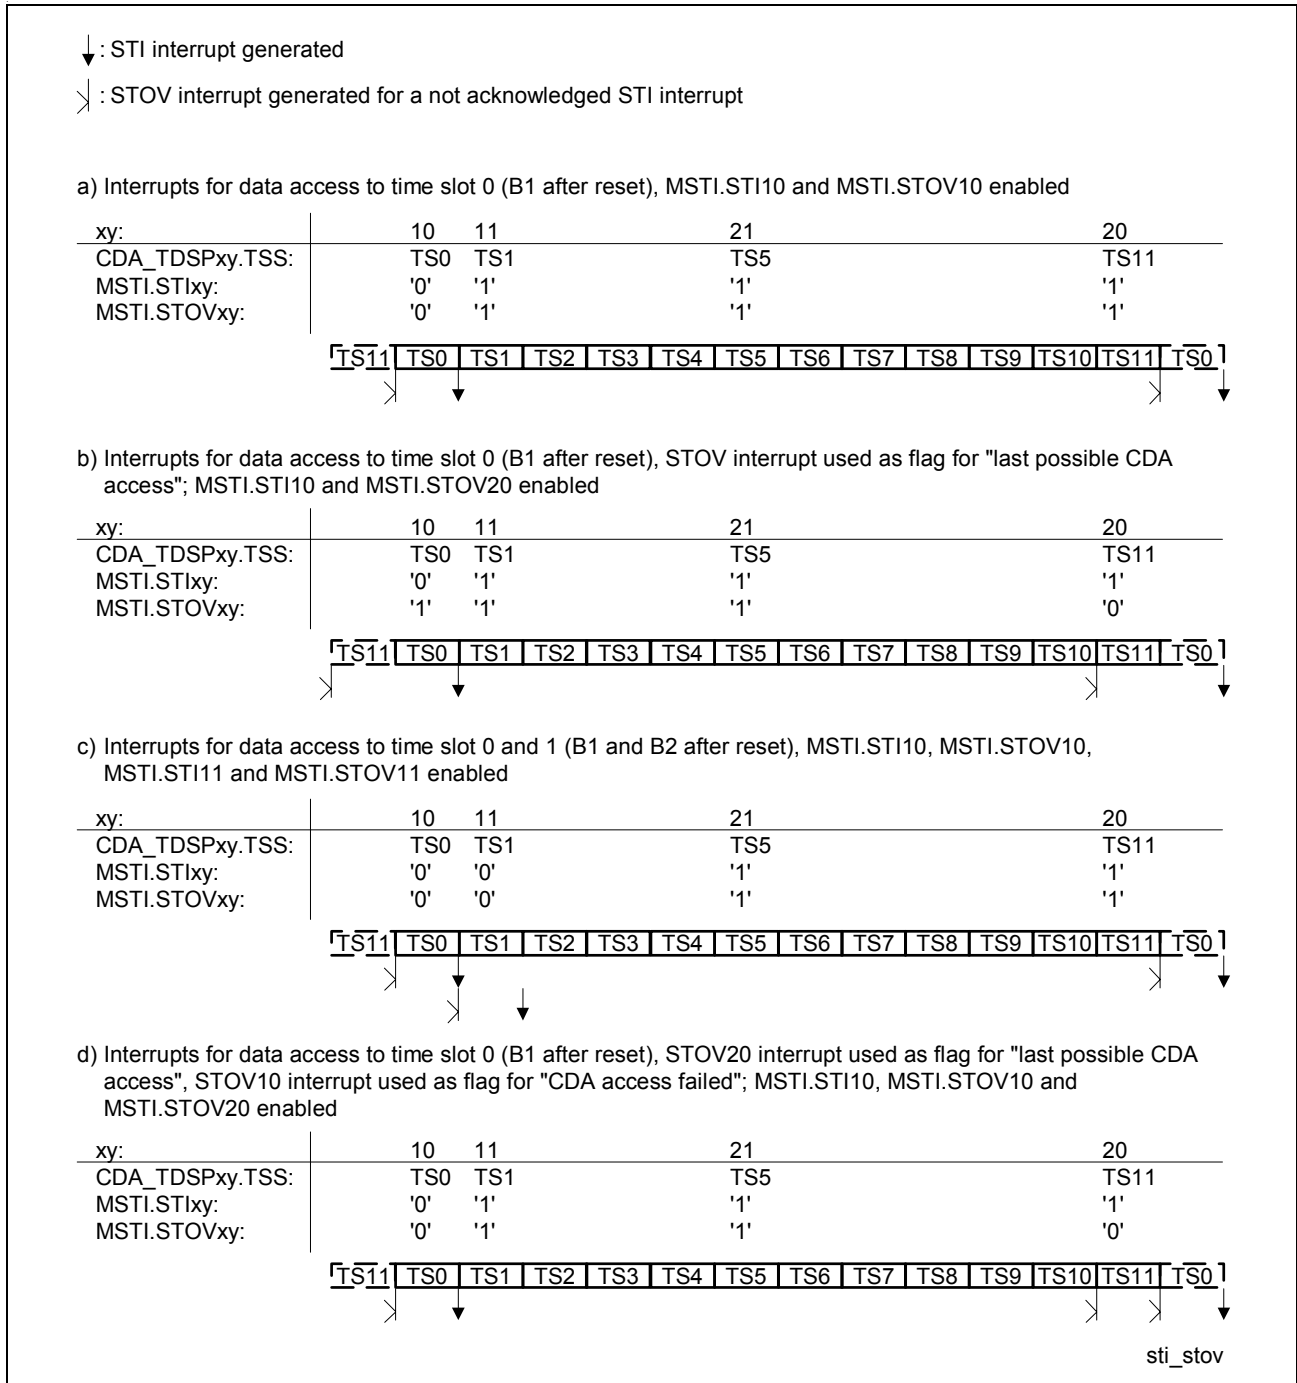 : STI interrupt generated
: STOV interrupt generated for a not acknowledged STI interrupt
a) Interrupts for data access to time slot 0 (B1 after reset), MSTI.STI10 and MSTI.STOV10 enabled
xy: 10 11 21 20
CDA_TDSPxy.TSS: TS0 TS1 TS5 TS11
MSTI.STIxy: '0' '1' '1' '1'
MSTI.STOVxy: '0' '1' '1' '1'
TS11 TS0 TS1 TS2 TS3 TS4 TS5 TS6 TS7 TS8 TS9 TS10 TS11 TS0
b) Interrupts for data access to time slot 0 (B1 after reset), STOV interrupt used as flag for "last possible CDA
access"; MSTI.STI10 and MSTI.STOV20 enabled
xy: 10 11 21 20
CDA_TDSPxy.TSS: TS0 TS1 TS5 TS11
MSTI.STIxy: '0' '1' '1' '1'
MSTI.STOVxy: '1' '1' '1' '0'
TS11 TS0 TS1 TS2 TS3 TS4 TS5 TS6 TS7 TS8 TS9 TS10 TS11 TS0
c) Interrupts for data access to time slot 0 and 1 (B1 and B2 after reset), MSTI.STI10, MSTI.STOV10,
MSTI.STI11 and MSTI.STOV11 enabled
xy: 10 11 21 20
CDA_TDSPxy.TSS: TS0 TS1 TS5 TS11
MSTI.STIxy: '0' '0' '1' '1'
MSTI.STOVxy: '0' '0' '1' '1'
TS11 TS0 TS1 TS2 TS3 TS4 TS5 TS6 TS7 TS8 TS9 TS10 TS11 TS0
d) Interrupts for data access to time slot 0 (B1 after reset), STOV20 interrupt used as flag for "last possible CDA
access", STOV10 interrupt used as flag for "CDA access failed"; MSTI.STI10, MSTI.STOV10 and
MSTI.STOV20 enabled
xy: 10 11 21 20
CDA_TDSPxy.TSS: TS0 TS1 TS5 TS11
MSTI.STIxy: '0' '1' '1' '1'
MSTI.STOVxy: '0' '1' '1' '0'
TS11 TS0 TS1 TS2 TS3 TS4 TS5 TS6 TS7 TS8 TS9 TS10 TS11 TS0
sti_stov